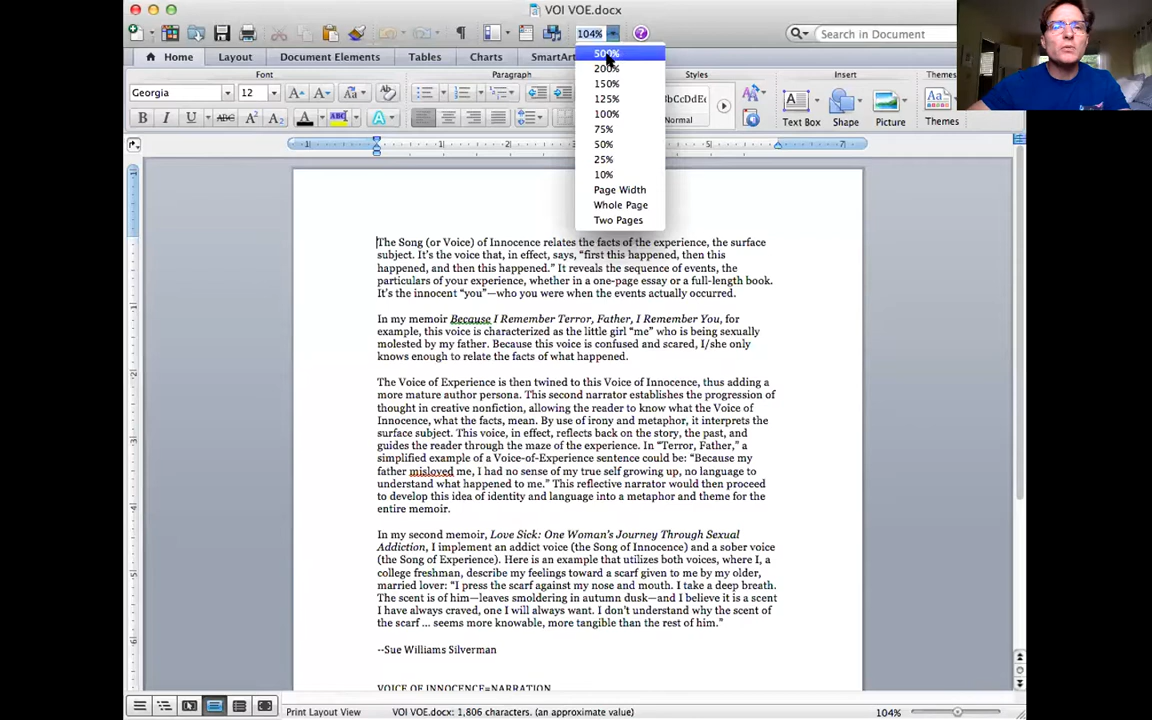 VOI VOE.docx
104%
Search in Document
Home Layout Document Elements Tables Charts SmartArt
500%
200%
150%
125%
100%
75%
50%
25%
10%
Page Width
Whole Page
Two Pages
Font Paragraph Styles Insert Themes
Georgia 12
Normal
Text Box Shape Picture Themes
The Song (or Voice) of Innocence relates the facts of the experience, the surface
subject. It’s the voice that, in effect, says, “first this happened, then this
happened, and then this happened.” It reveals the sequence of events, the
particulars of your experience, whether in a one-page essay or a full-length book.
It’s the innocent “you”—who you were when the events actually occurred.
In my memoir Because I Remember Terror, Father, I Remember You, for
example, this voice is characterized as the little girl “me” who is being sexually
molested by my father. Because this voice is confused and scared, I/she only
knows enough to relate the facts of what happened.
The Voice of Experience is then twined to this Voice of Innocence, thus adding a
more mature author persona. This second narrator establishes the progression of
thought in creative nonfiction, allowing the reader to know what the Voice of
Innocence, what the facts, mean. By use of irony and metaphor, it interprets the
surface subject. This voice, in effect, reflects back on the story, the past, and
guides the reader through the maze of the experience. In “Terror, Father,” a
simplified example of a Voice-of-Experience sentence could be: “Because my
father misloved me, I had no sense of my true self growing up, no language to
understand what happened to me.” This reflective narrator would then proceed
to develop this idea of identity and language into a metaphor and theme for the
entire memoir.
In my second memoir, Love Sick: One Woman’s Journey Through Sexual
Addiction, I implement an addict voice (the Song of Innocence) and a sober voice
(the Song of Experience). Here is an example that utilizes both voices, where I, a
college freshman, describe my feelings toward a scarf given to me by my older,
married lover: “I press the scarf against my nose and mouth. I take a deep breath.
The scent is of him—leaves smoldering in autumn dusk—and I believe it is a scent
I have always craved, one I will always want. I don’t understand why the scent of
the scarf ... seems more knowable, more tangible than the rest of him.”
--Sue Williams Silverman
VOICE OF INNOCENCE=NARRATION
Print Layout View VOI VOE.docx: 1,806 characters. (an approximate value) 104%